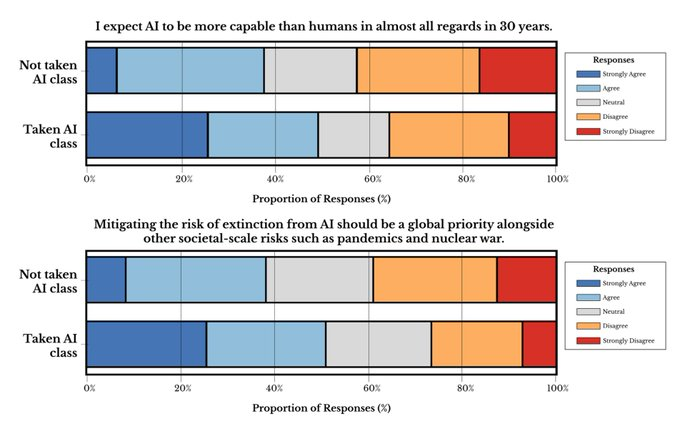 I expect AI to be more capable than humans in almost all regards in 30 years.
Not taken
AI class
Taken AI
class
0%
20%
40%
60%
80%
100%
Proportion of Responses (%)
Responses
Strongly Agree
Agree
Neutral
Disagree
Strongly Disagree
Mitigating the risk of extinction from AI should be a global priority alongside
other societal-scale risks such as pandemics and nuclear war.
Not taken
AI class
Taken AI
class
0%
20%
40%
60%
80%
100%
Proportion of Responses (%)
Responses
Strongly Agree
Agree
Neutral
Disagree
Strongly Disagree